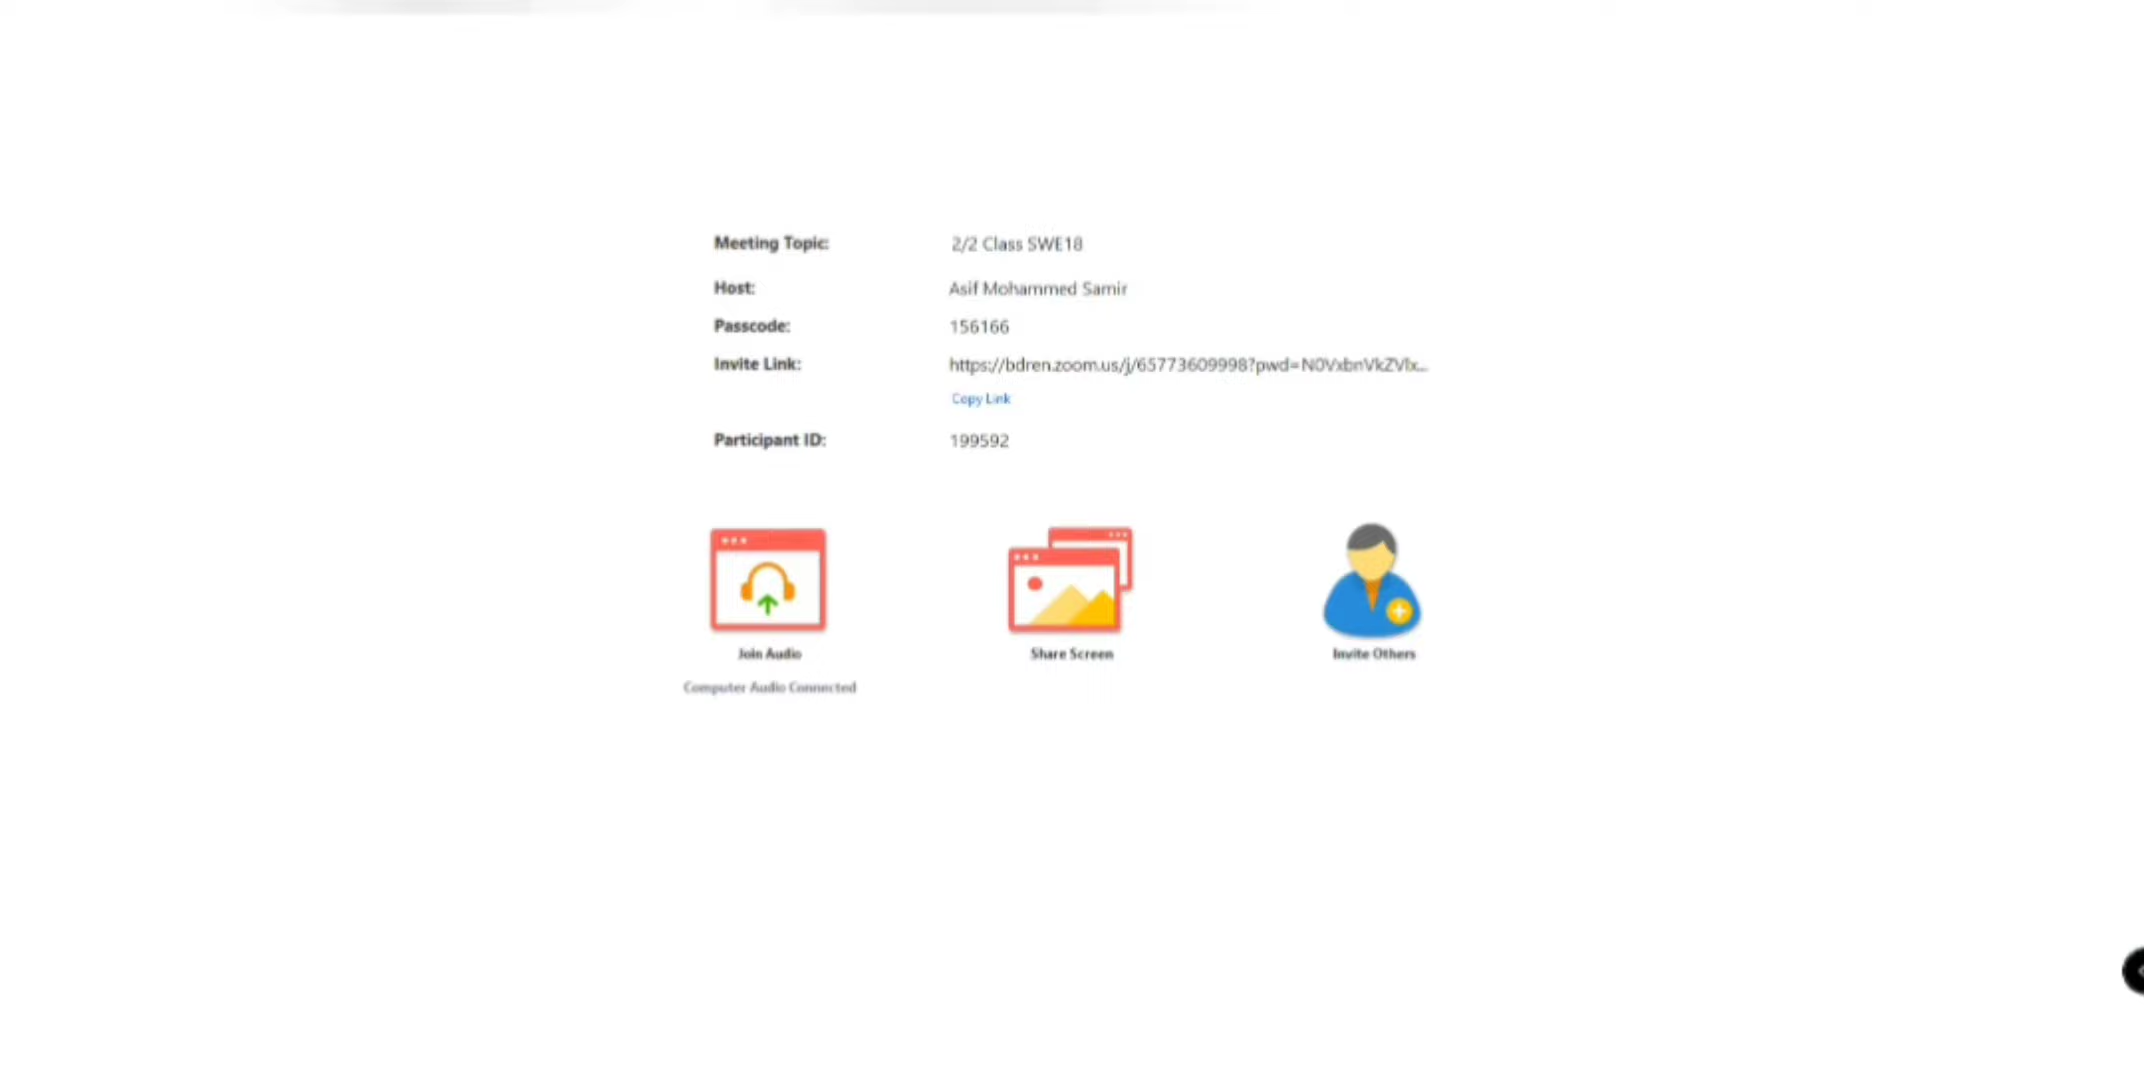 Meeting Topic: 2/2 Class SWE18
Host: Asif Mohammed Samir
Passcode: 156166
Invite Link: https://bdren.zoom.us/j/65773609998?pwd=N0VxbnVkZVlx...
Copy Link
Participant ID: 199592
Join Audio Share Screen Invite Others
Computer Audio Connected